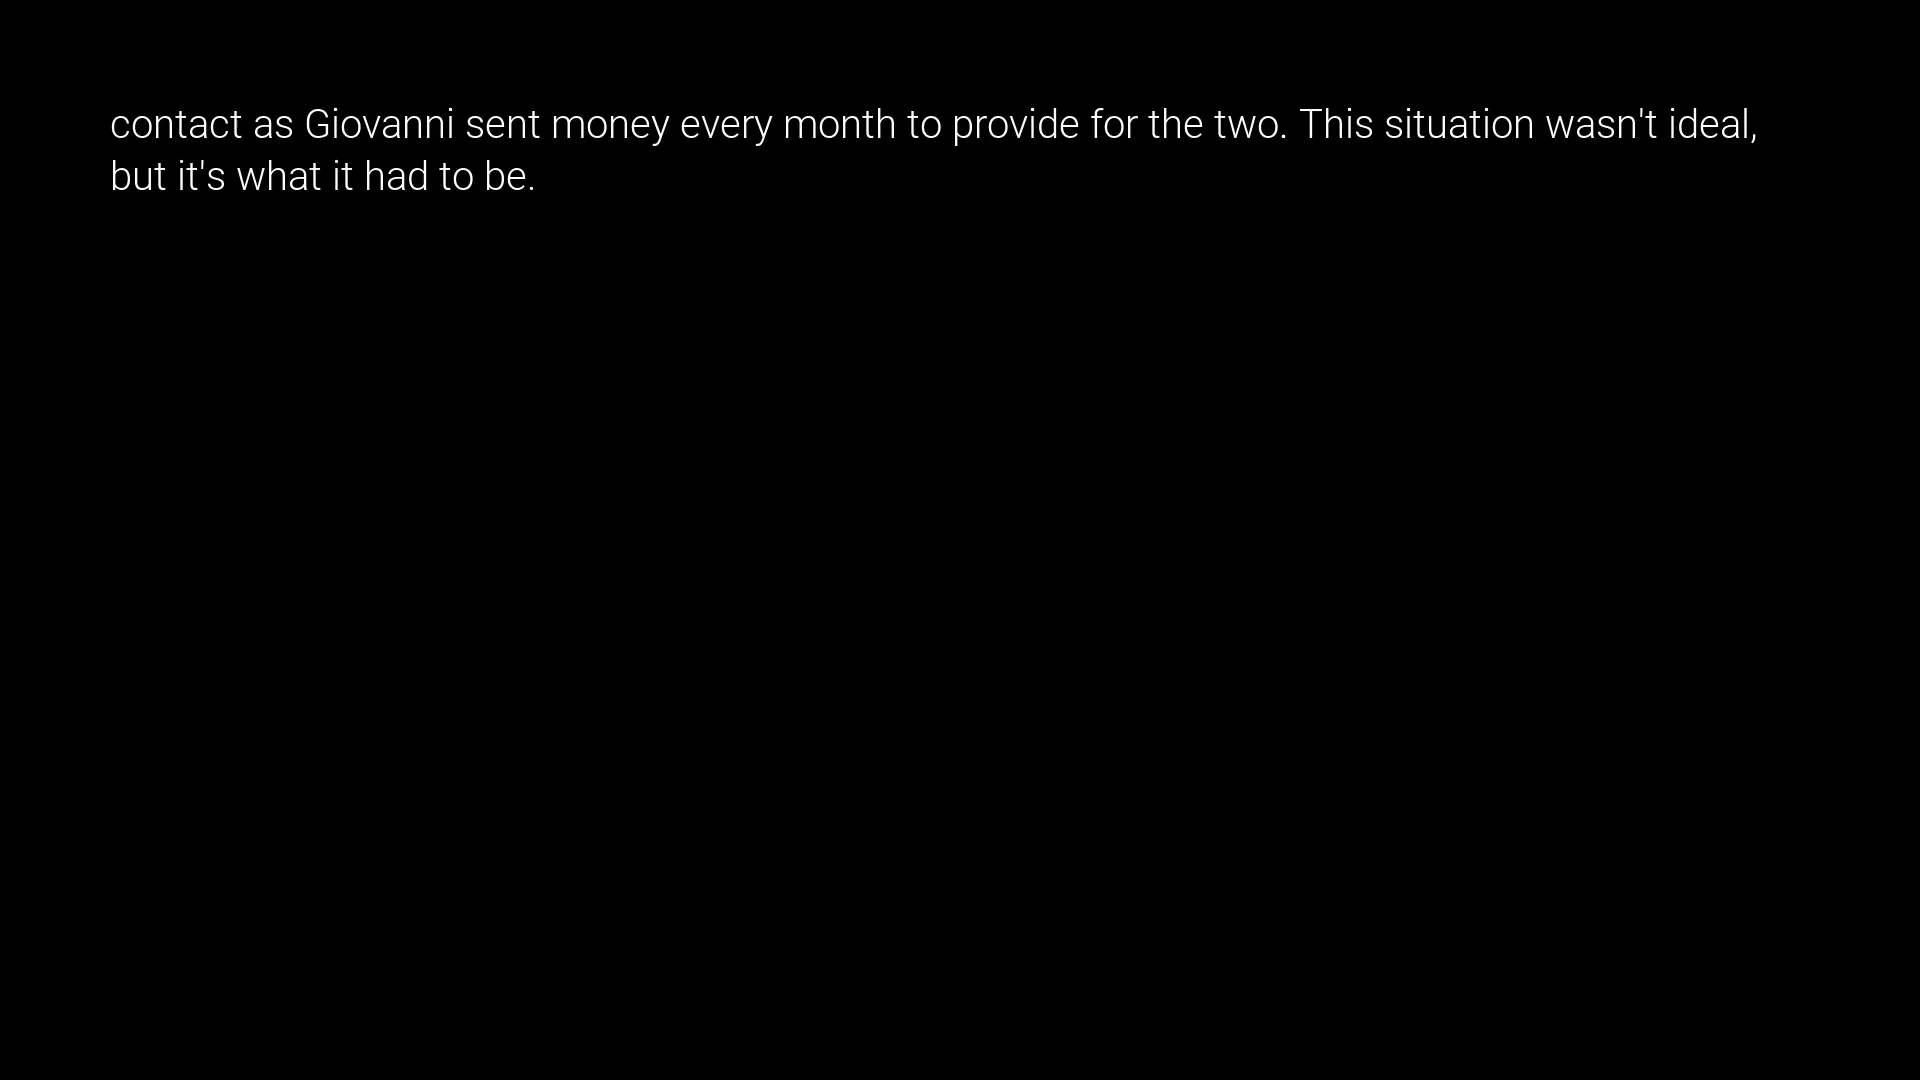 contact as Giovanni sent money every month to provide for the two. This situation wasn't ideal,
but it's what it had to be.